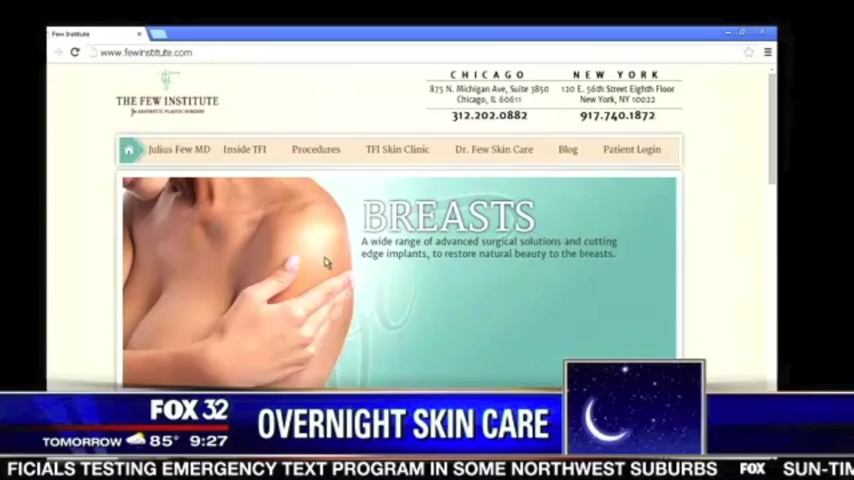 Few Institute
www.fewinstitute.com
THE FEW INSTITUTE
for AESTHETIC PLASTIC SURGERY
CHICAGO
875 N. Michigan Ave, Suite 3850
Chicago, IL 60611
312.202.0882
NEW YORK
120 E. 56th Street Eighth Floor
New York, NY 10022
917.740.1872
Julius Few MD Inside TFI Procedures TFI Skin Clinic Dr. Few Skin Care Blog Patient Login
BREASTS
A wide range of advanced surgical solutions and cutting
edge implants, to restore natural beauty to the breasts.
FOX 32
TOMORROW 85° 9:27
OVERNIGHT SKIN CARE
FICIALS TESTING EMERGENCY TEXT PROGRAM IN SOME NORTHWEST SUBURBS FOX SUN-TIM